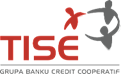 TISE
GRUPA BANKU CREDIT COOPERATIF